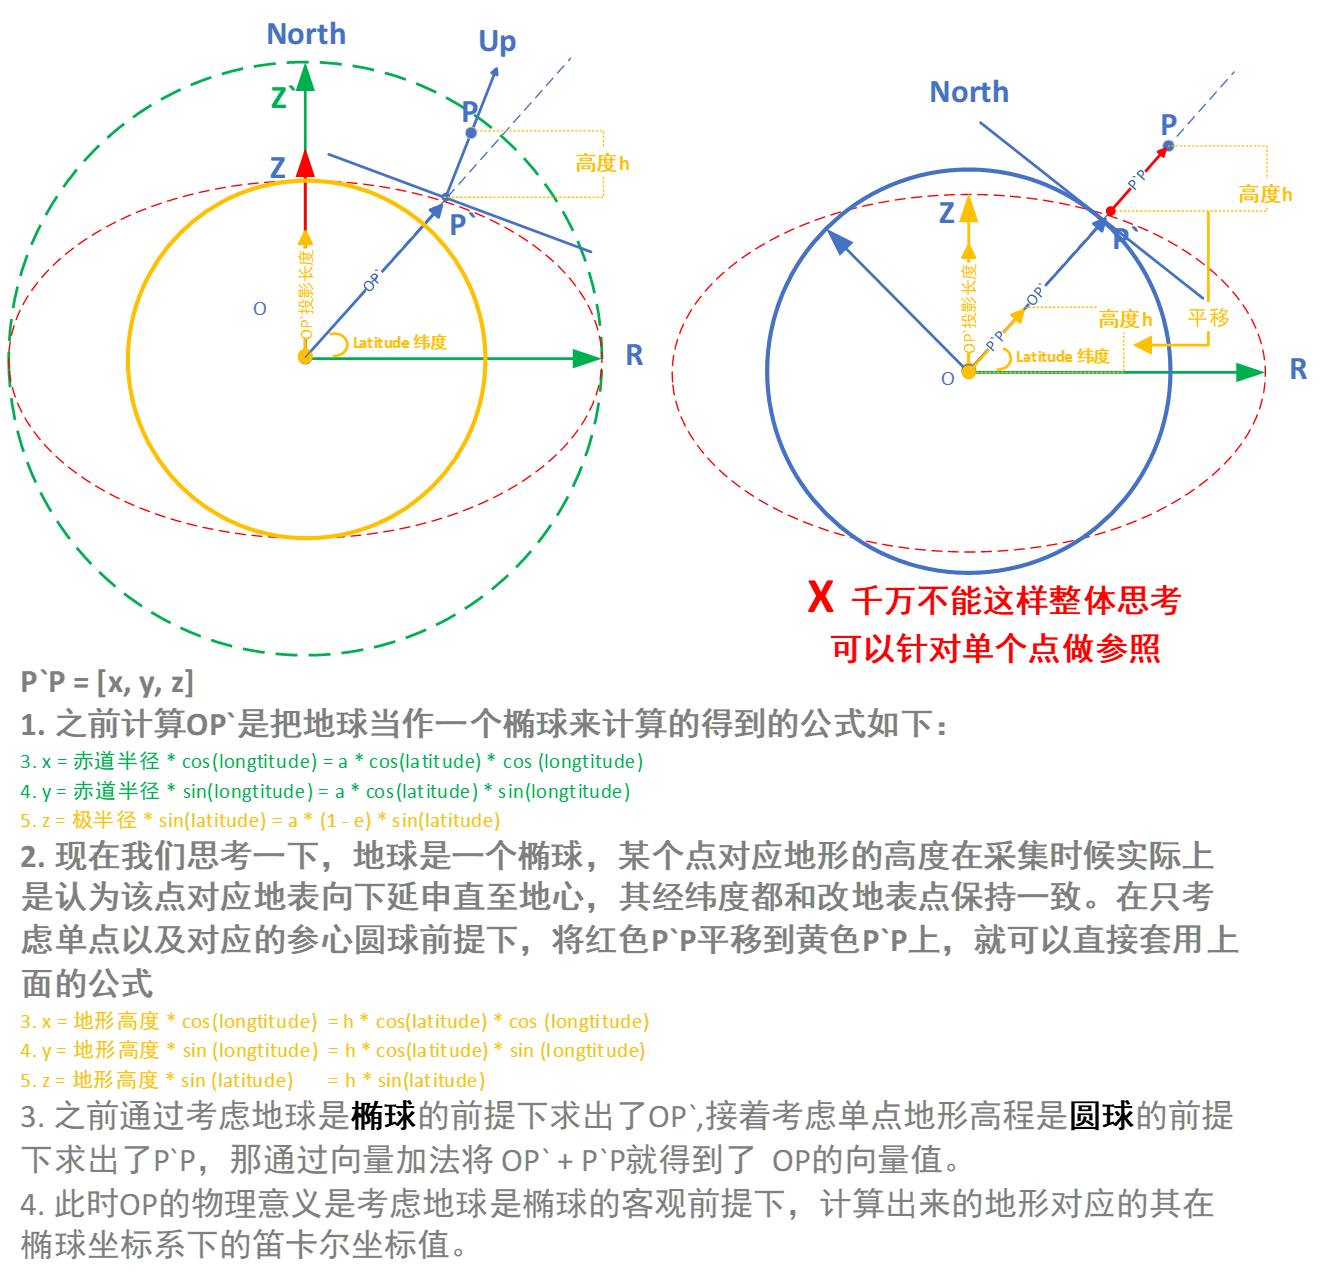 North
Up
Z`
P
Z
高度h
P`
OP`
OP`投影长度
O
Latitude 纬度
R
North
P
P`P
高度h
Z
P`
OP`投影长度
OP`
P`P
高度h
平移
Latitude 纬度
O
R
X 千万不能这样整体思考
可以针对单个点做参照
P`P = [x, y, z]
1. 之前计算OP`是把地球当作一个椭球来计算的得到的公式如下：
3. x = 赤道半径 * cos(longtitude) = a * cos(latitude) * cos (longtitude)
4. y = 赤道半径 * sin(longtitude) = a * cos(latitude) * sin(longtitude)
5. z = 极半径 * sin(latitude) = a * (1 - e) * sin(latitude)
2. 现在我们思考一下，地球是一个椭球，某个点对应地形的高度在采集时候实际上
是认为该点对应地表向下延申直至地心，其经纬度都和改地表点保持一致。在只考
虑单点以及对应的参心圆球前提下，将红色P`P平移到黄色P`P上，就可以直接套用上
面的公式
3. x = 地形高度 * cos(longtitude) = h * cos(latitude) * cos (longtitude)
4. y = 地形高度 * sin (longtitude) = h * cos(latitude) * sin (longtitude)
5. z = 地形高度 * sin (latitude) = h * sin(latitude)
3. 之前通过考虑地球是椭球的前提下求出了OP`,接着考虑单点地形高程是圆球的前提
下求出了P`P，那通过向量加法将 OP` + P`P就得到了 OP的向量值。
4. 此时OP的物理意义是考虑地球是椭球的客观前提下，计算出来的地形对应的其在
椭球坐标系下的笛卡尔坐标值。